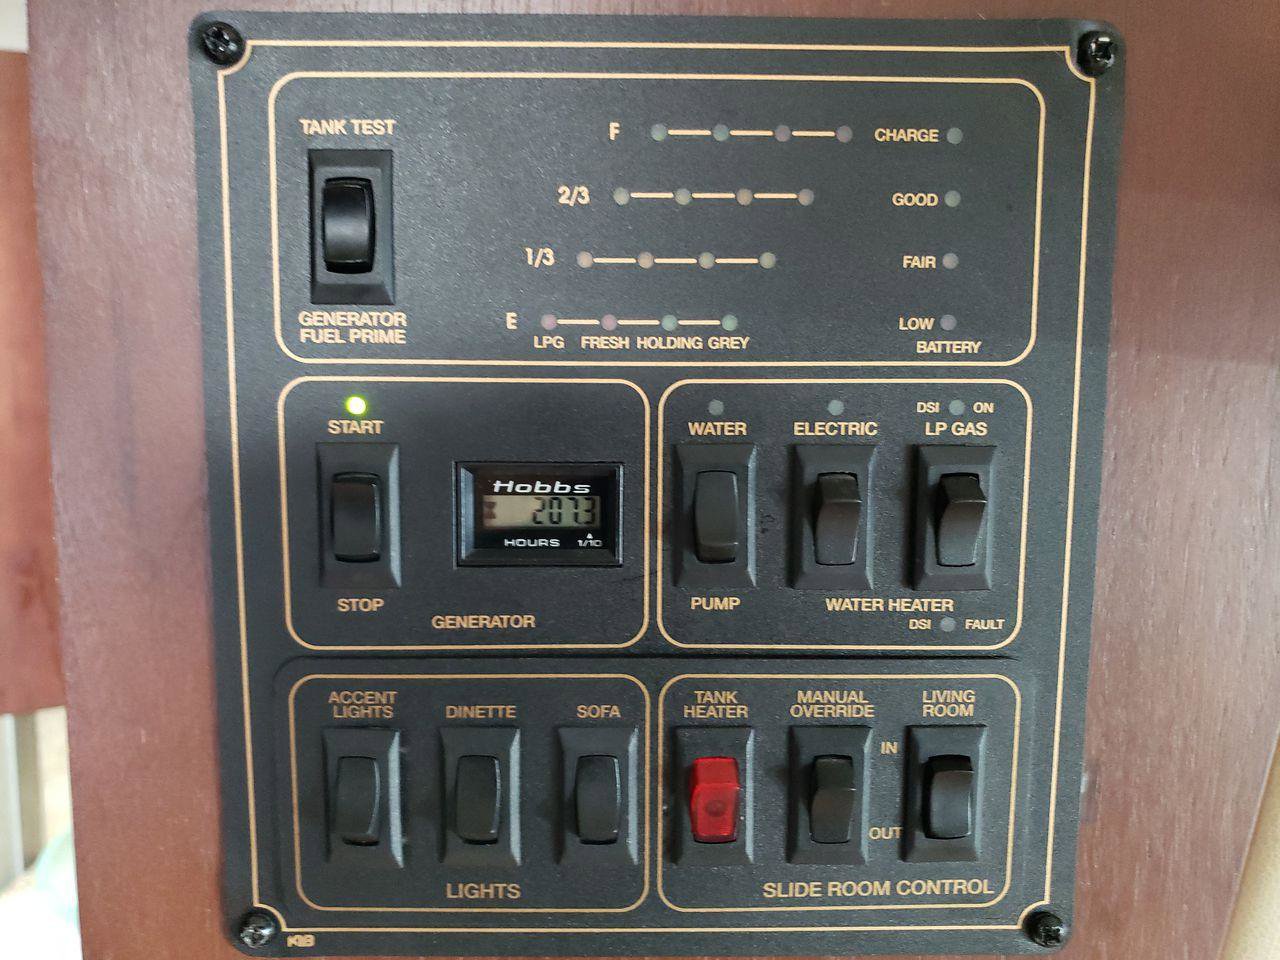 TANK TEST
GENERATOR
FUEL PRIME
F
2/3
1/3
E
LPG FRESH HOLDING GREY
CHARGE
GOOD
FAIR
LOW
BATTERY
START
STOP
Hobbs
207.3
HOURS 1/10
GENERATOR
WATER
PUMP
ELECTRIC
DSI ON
LP GAS
WATER HEATER
DSI FAULT
ACCENT
LIGHTS
DINETTE
SOFA
LIGHTS
TANK
HEATER
MANUAL
OVERRIDE
LIVING
ROOM
IN
OUT
SLIDE ROOM CONTROL
KIB